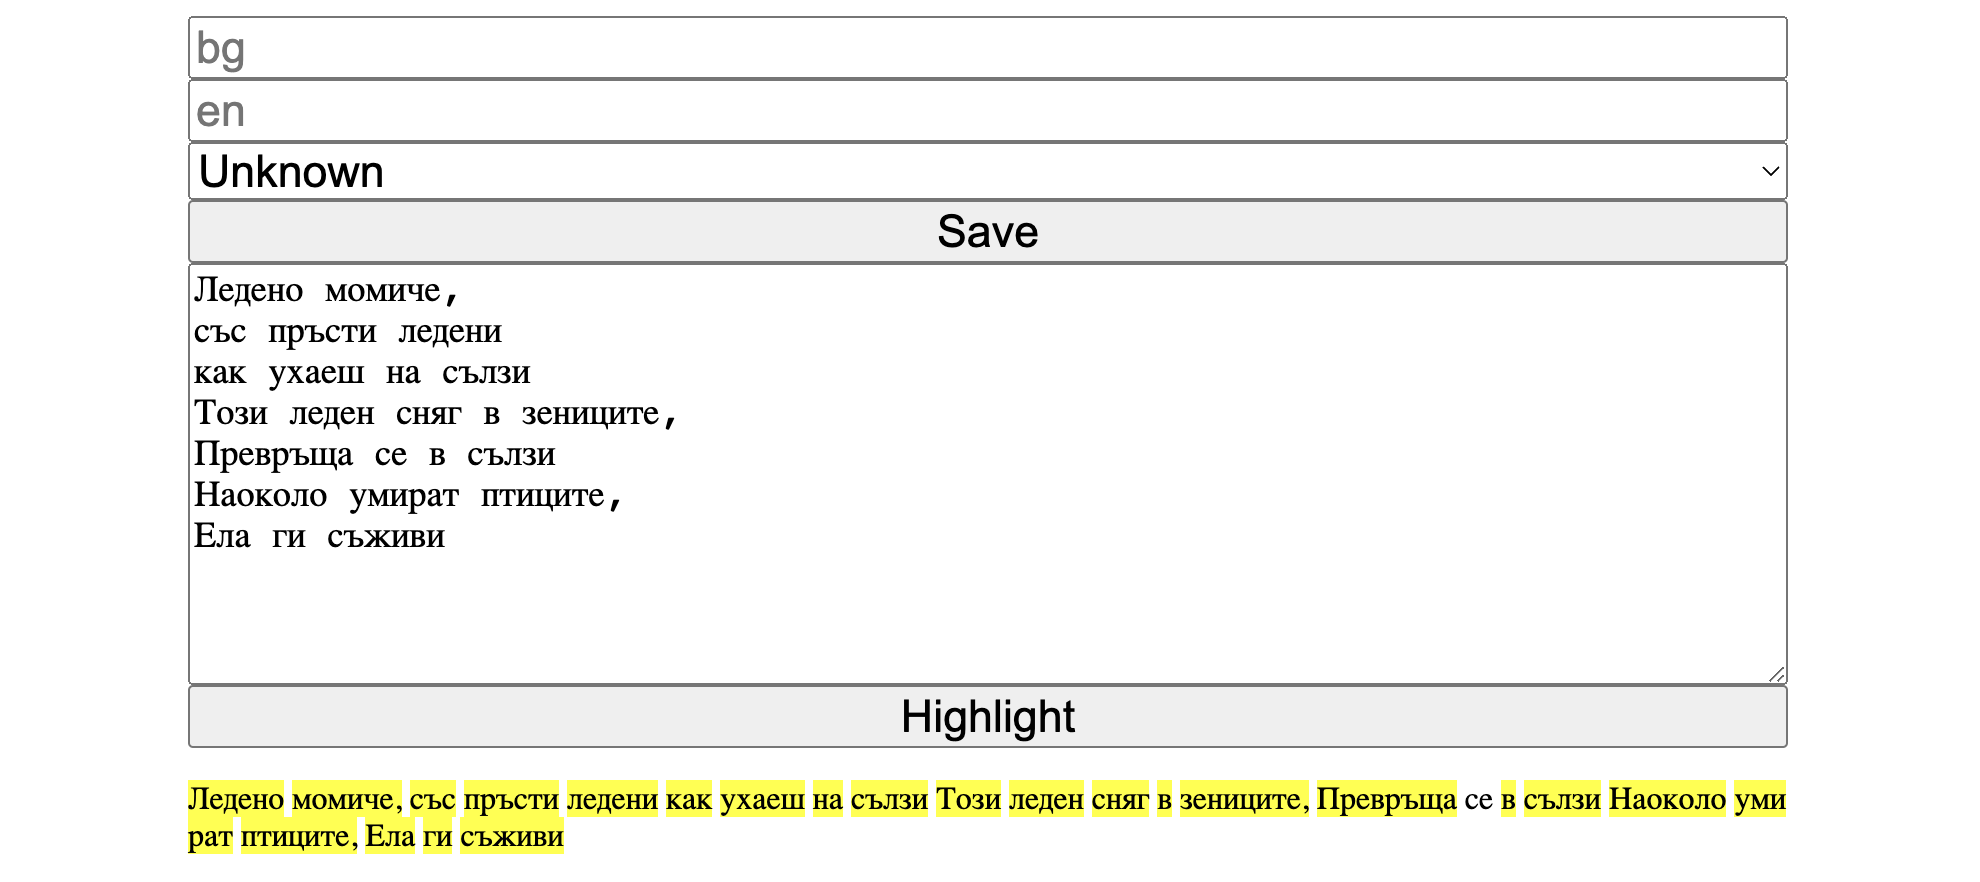 bg
en
Unknown
Save
Ледено момиче,
със пръсти ледени
как ухаеш на сълзи
Този леден сняг в зениците,
Превръща се в сълзи
Наоколо умират птиците,
Ела ги съживи
Highlight
Ледено момиче, със пръсти ледени как ухаеш на сълзи Този леден сняг в зениците, Превръща се в сълзи Наоколо уми
рат птиците, Ела ги съживи